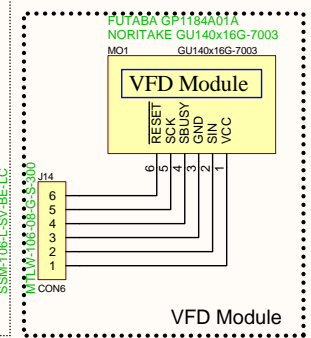 FUTABA GP1184A01A
NORITAKE GU140x16G-7003
MO1 GU140x16G-7003
VFD Module
RESET
SCK
SBUSY
GND
SIN
VCC
6 5 4 3 2 1
SSM-106-L-SV-BE-LC
MTLW-106-08-G-S-300
J14
6
5
4
3
2
1
CON6
VFD Module